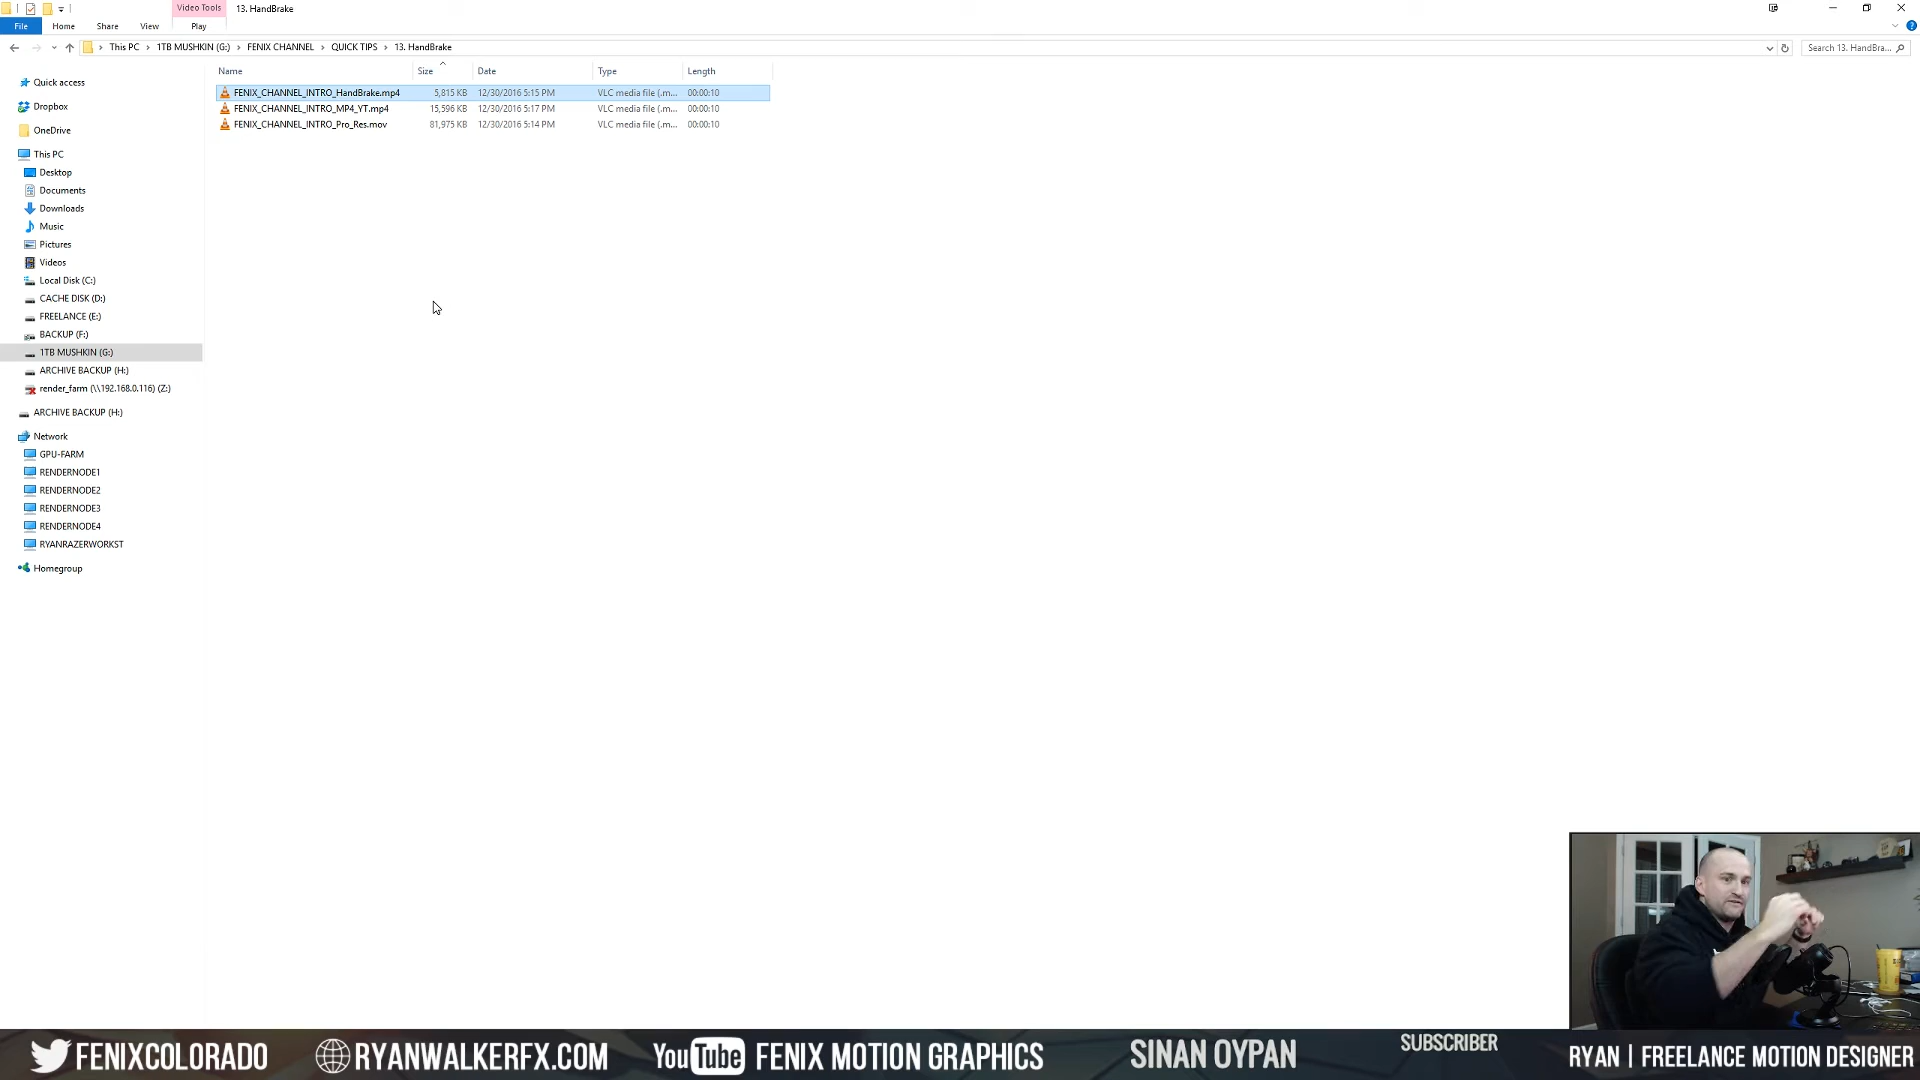 Video Tools
13. HandBrake
File
Home
Share
View
Play
This PC
1TB MUSHKIN (G:)
FENIX CHANNEL
QUICK TIPS
13. HandBrake
Search 13. HandBra...
Name
Size
Date
Type
Length
FENIX_CHANNEL_INTRO_HandBrake.mp4 5,815 KB 12/30/2016 5:15 PM VLC media file (.m... 00:00:10
FENIX_CHANNEL_INTRO_MP4_YT.mp4 15,596 KB 12/30/2016 5:17 PM VLC media file (.m... 00:00:10
FENIX_CHANNEL_INTRO_Pro_Res.mov 81,975 KB 12/30/2016 5:14 PM VLC media file (.m... 00:00:10
Quick access
Dropbox
OneDrive
This PC
Desktop
Documents
Downloads
Music
Pictures
Videos
Local Disk (C:)
CACHE DISK (D:)
FREELANCE (E:)
BACKUP (F:)
1TB MUSHKIN (G:)
ARCHIVE BACKUP (H:)
render_farm (\\192.168.0.116) (Z:)
ARCHIVE BACKUP (H:)
Network
GPU-FARM
RENDERNODE1
RENDERNODE2
RENDERNODE3
RENDERNODE4
RYANRAZERWORKST
Homegroup
FENIXCOLORADO
RYANWALKERFX.COM
YouTube FENIX MOTION GRAPHICS
SINAN OYPAN
SUBSCRIBER
RYAN | FREELANCE MOTION DESIGNER